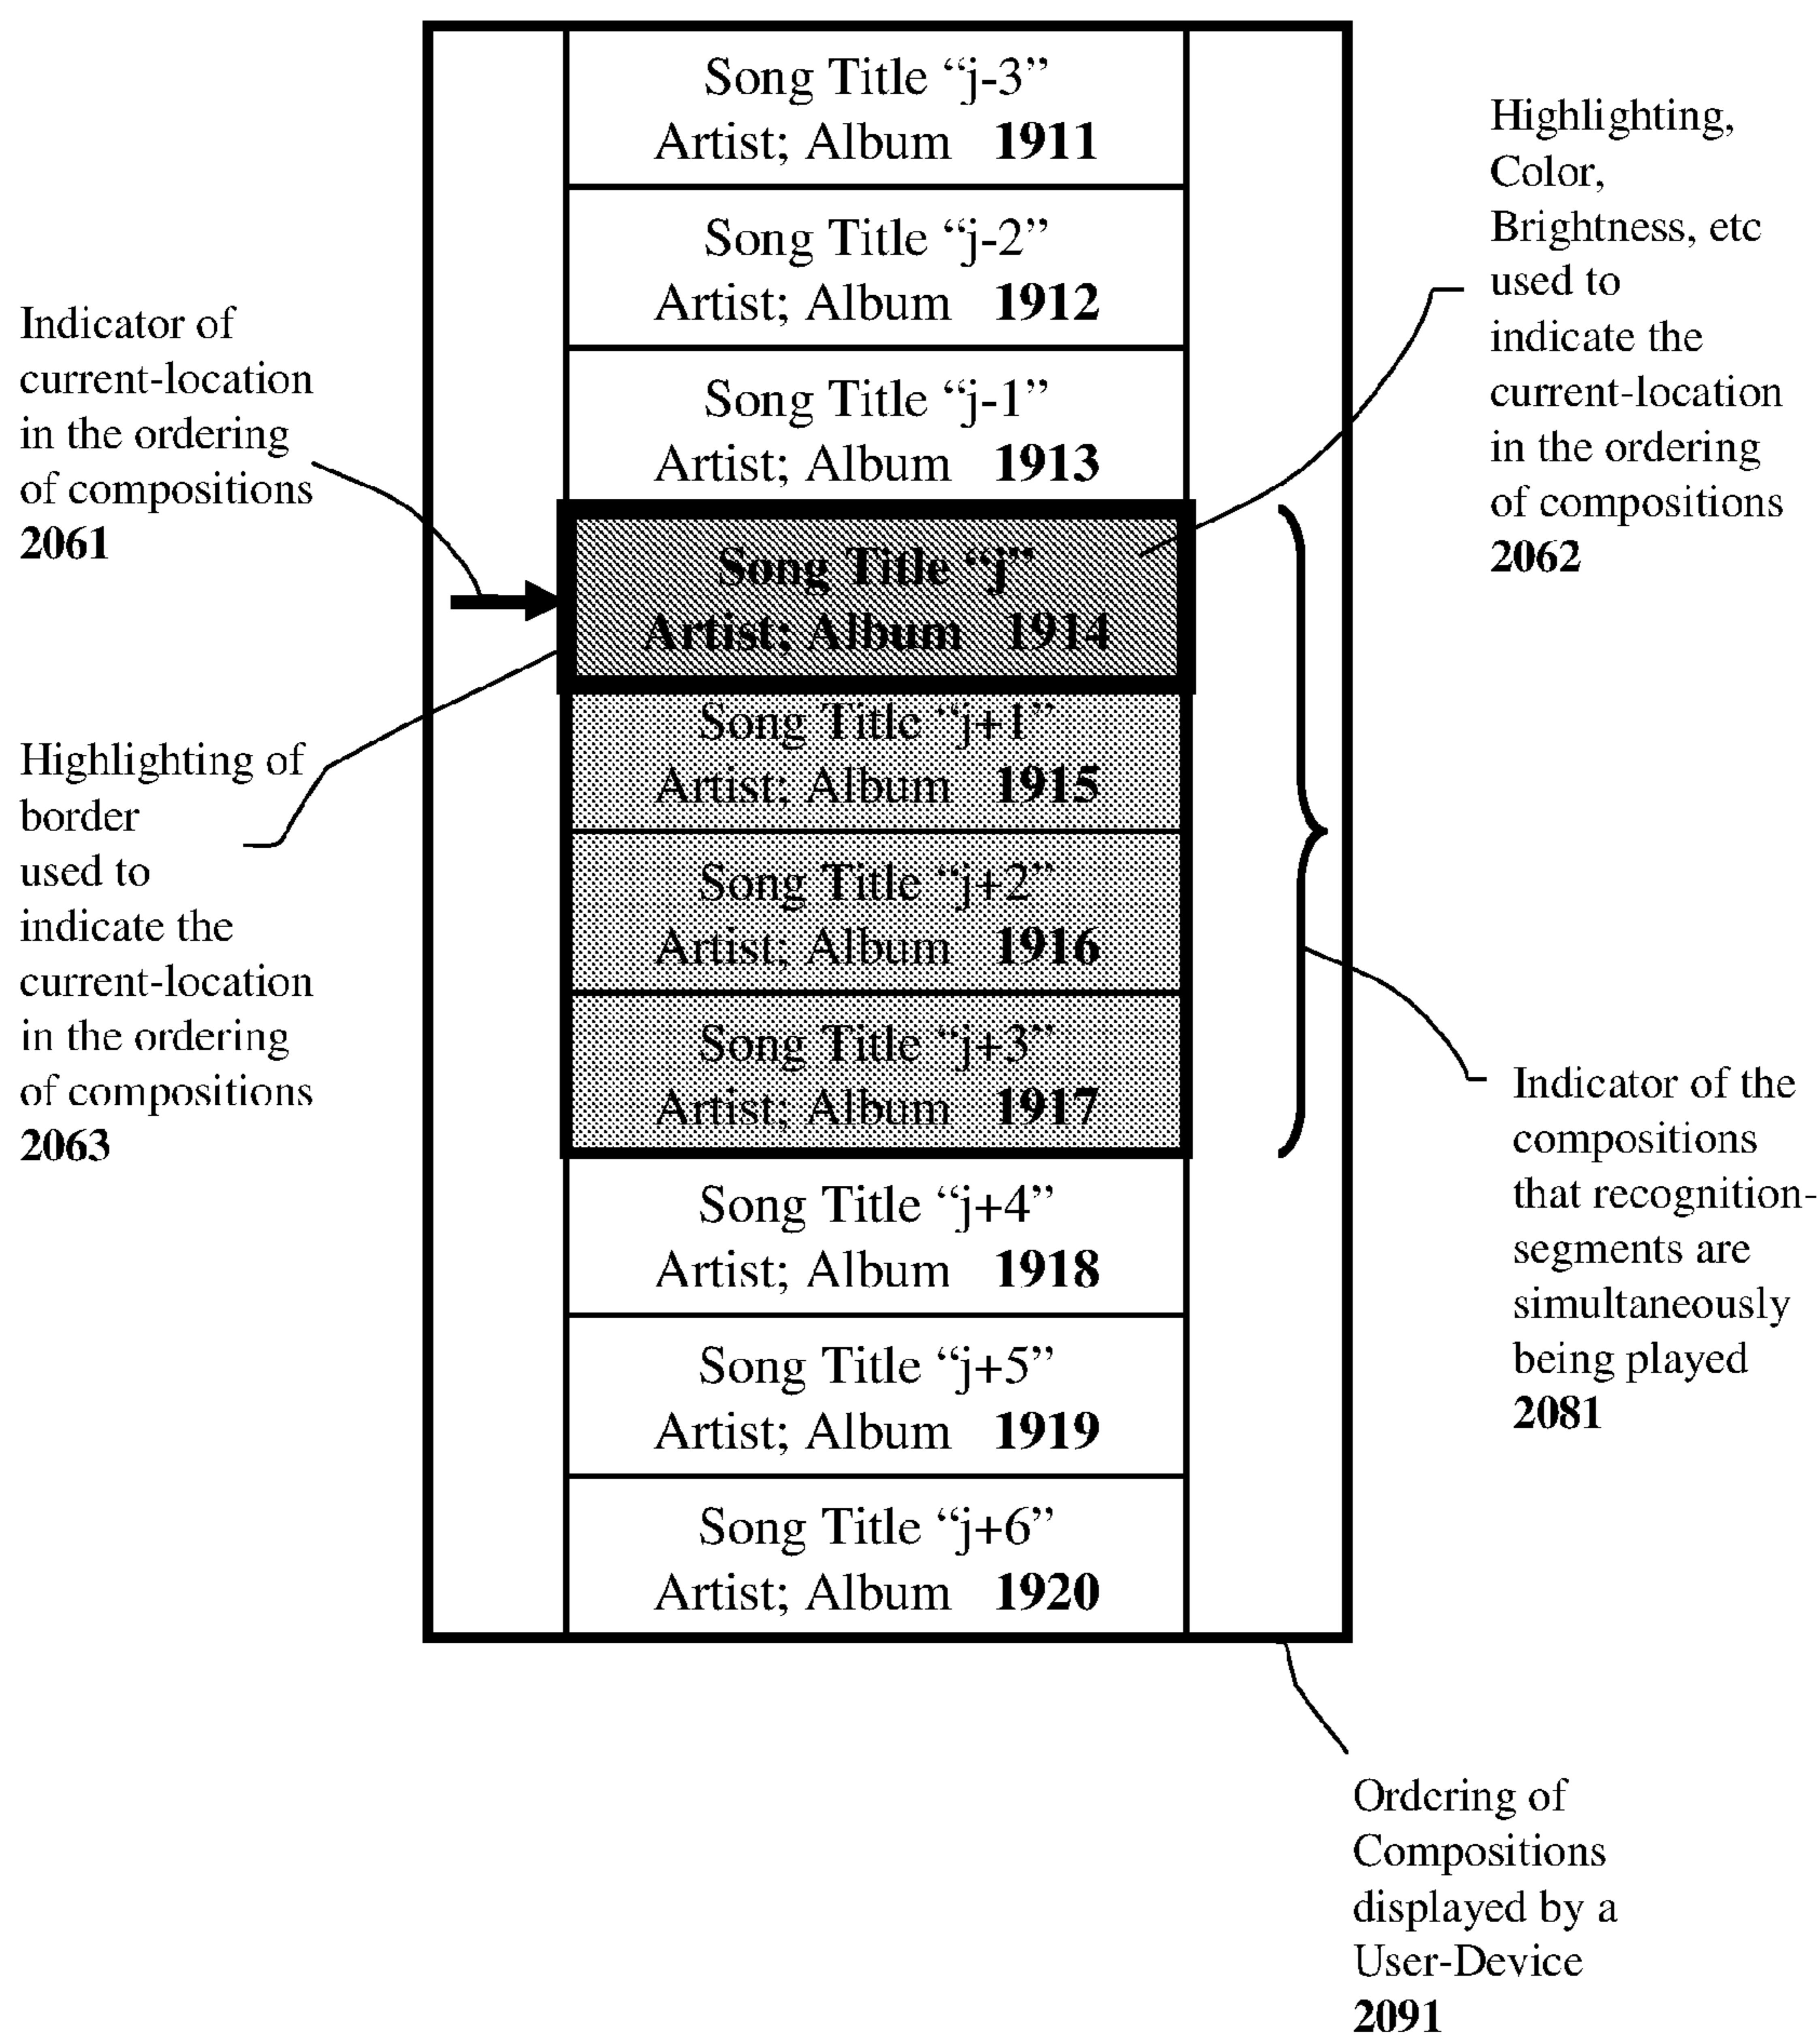 Song Title “j-3”
Artist; Album 1911
Song Title “j-2”
Artist; Album 1912
Song Title “j-1”
Artist; Album 1913
Song Title “j”
Artist; Album 1914
Song Title “j+1”
Artist; Album 1915
Song Title “j+2”
Artist; Album 1916
Song Title “j+3”
Artist; Album 1917
Song Title “j+4”
Artist; Album 1918
Song Title “j+5”
Artist; Album 1919
Song Title “j+6”
Artist; Album 1920
Indicator of
current-location
in the ordering
of compositions
2061
Highlighting of
border
used to
indicate the
current-location
in the ordering
of compositions
2063
Highlighting,
Color,
Brightness, etc
used to
indicate the
current-location
in the ordering
of compositions
2062
Indicator of the
compositions
that recognition-
segments are
simultaneously
being played
2081
Ordering of
Compositions
displayed by a
User-Device
2091